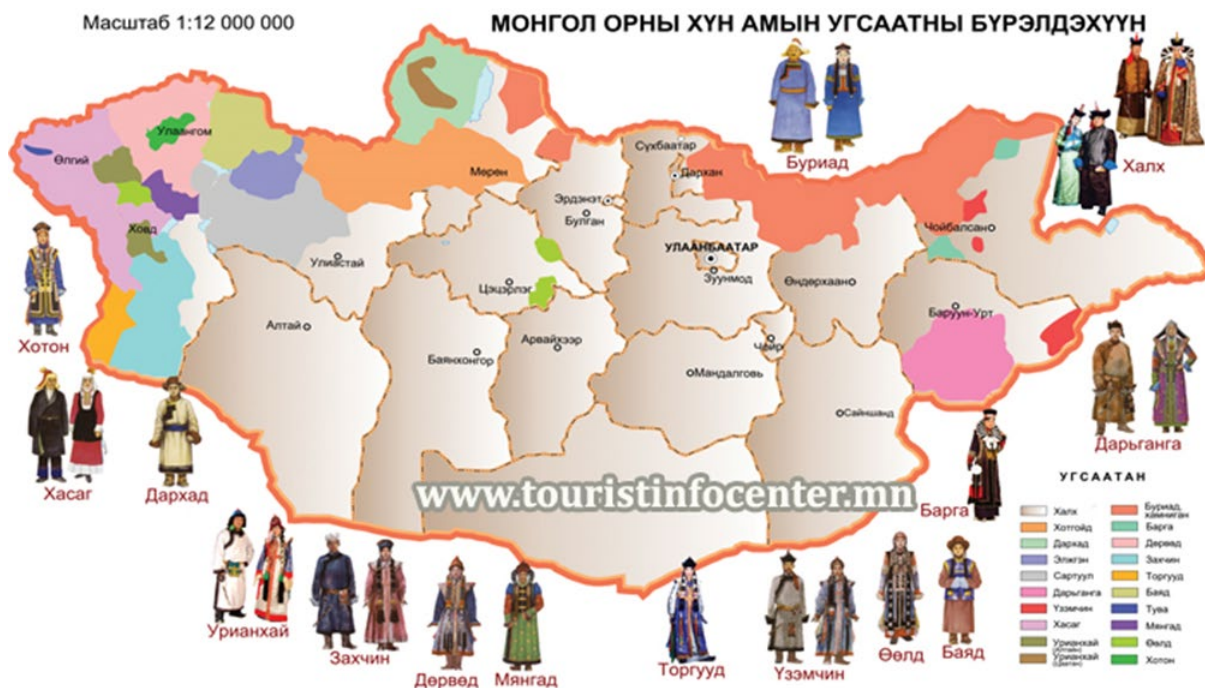 Масштаб 1:12 000 000
МОНГОЛ ОРНЫ ХҮН АМЫН УГСААТНЫ БҮРЭЛДЭХҮҮН
Буриад
Халх
Улаангом
Өлгий
Ховд
Мөрөн
Сүхбаатар
Дархан
Эрдэнэт
Булган
УЛААНБААТАР
Зуунмод
Чойбалсан
Өндөрхаан
Улиастай
Цэцэрлэг
Баруун-Урт
Алтай
Баянхонгор
Арвайхээр
Чойр
Мандалговь
Сайншанд
Хотон
Хасаг
Дархад
Дарьганга
Барга
www.touristinfocenter.mn
Урианхай
Захчин
Дөрвөд
Мянгад
Торгууд
Үзэмчин
Өөлд
Баяд
УГСААТАН
Халх
Хотгойд
Дархад
Элжгэн
Сартуул
Дарьганга
Үзэмчин
Хасаг
Урианхай
(Алтайн)
Урианхай
(Цаатан)
Буриад,
хамниган
Барга
Дөрвөд
Захчин
Торгууд
Баяд
Тува
Мянгад
Өөлд
Хотон